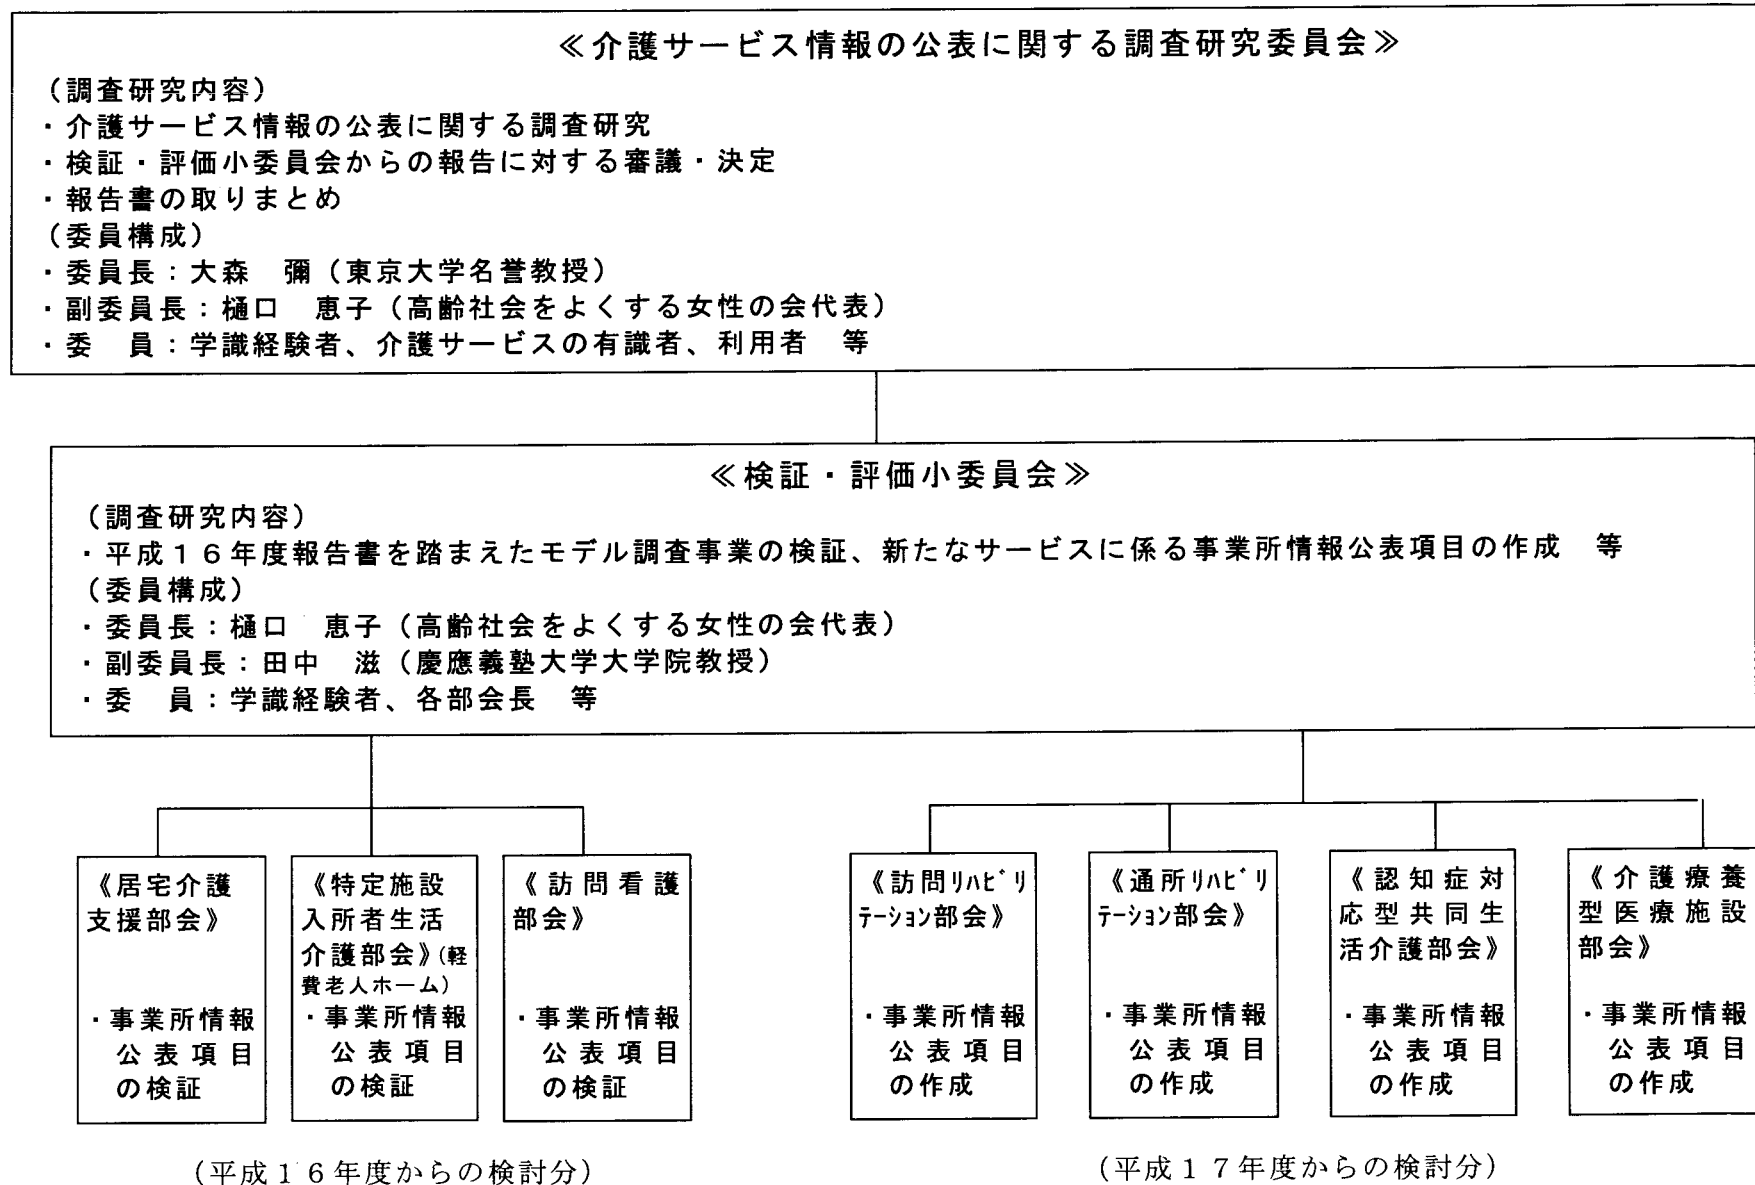 ≪介護サービス情報の公表に関する調査研究委員会≫
（調査研究内容）
・介護サービス情報の公表に関する調査研究
・検証・評価小委員会からの報告に対する審議・決定
・報告書の取りまとめ
（委員構成）
・委員長：大森　彌（東京大学名誉教授）
・副委員長：樋口　恵子（高齢社会をよくする女性の会代表）
・委　員：学識経験者、介護サービスの有識者、利用者　等
≪検証・評価小委員会≫
（調査研究内容）
・平成１６年度報告書を踏まえたモデル調査事業の検証、新たなサービスに係る事業所情報公表項目の作成　等
（委員構成）
・委員長：樋口　恵子（高齢社会をよくする女性の会代表）
・副委員長：田中　滋（慶應義塾大学大学院教授）
・委　員：学識経験者、各部会長　等
《居宅介護
支援部会》
・事業所情報
公表項目
の検証
《特定施設
入所者生活
介護部会》(軽
費老人ホーム)
・事業所情報
公表項目
の検証
《訪問看護
部会》
・事業所情報
公表項目
の検証
《訪問ﾘﾊﾋﾞﾘ
ﾃｰｼｮﾝ部会》
・事業所情報
公表項目
の作成
《通所ﾘﾊﾋﾞﾘ
ﾃｰｼｮﾝ部会》
・事業所情報
公表項目
の作成
《認知症対
応型共同生
活介護部会》
・事業所情報
公表項目
の作成
《介護療養
型医療施設
部会》
・事業所情報
公表項目
の作成
（平成１６年度からの検討分）
（平成１７年度からの検討分）